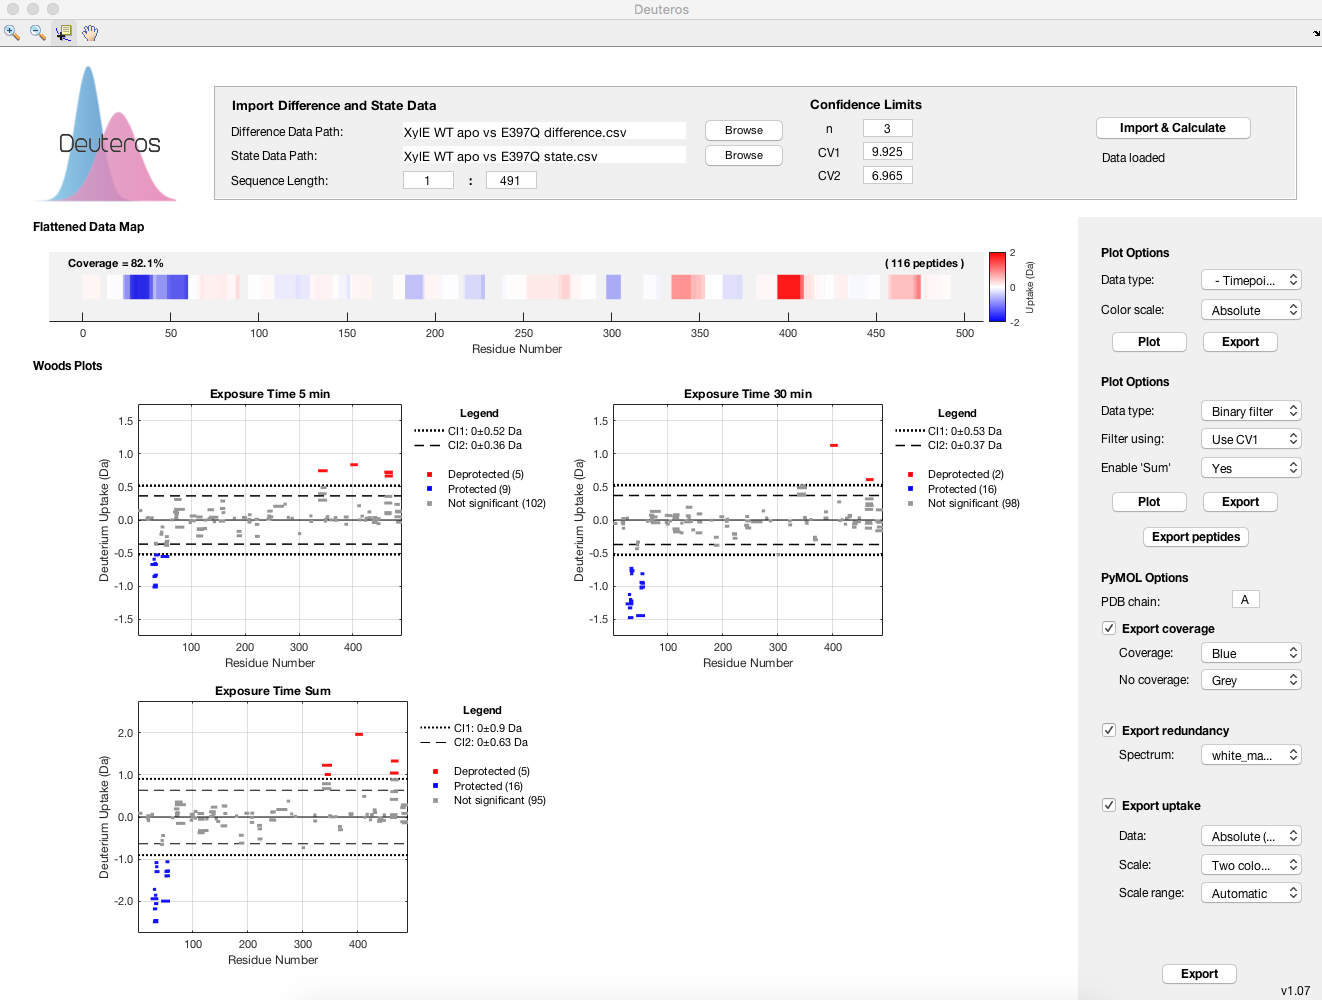 Deuteros
Deuteros
Import Difference and State Data
Confidence Limits
Difference Data Path: XylE WT apo vs E397Q difference.csv Browse
n 3
Import & Calculate
State Data Path: XylE WT apo vs E397Q state.csv Browse
CV1 9.925
Data loaded
Sequence Length: 1 : 491
CV2 6.965
Flattened Data Map
Coverage = 82.1%
( 116 peptides )
2
0
-2
Uptake (Da)
0 50 100 150 200 250 300 350 400 450 500
Residue Number
Woods Plots
Exposure Time 5 min
1.5
1.0
0.5
0.0
-0.5
-1.0
-1.5
Deuterium Uptake (Da)
100 200 300 400
Residue Number
Legend
CI1: 0±0.52 Da
CI2: 0±0.36 Da
Deprotected (5)
Protected (9)
Not significant (102)
Exposure Time 30 min
1.5
1.0
0.5
0.0
-0.5
-1.0
-1.5
Deuterium Uptake (Da)
100 200 300 400
Residue Number
Legend
CI1: 0±0.53 Da
CI2: 0±0.37 Da
Deprotected (2)
Protected (16)
Not significant (98)
Exposure Time Sum
2.0
1.0
0.0
-1.0
-2.0
Deuterium Uptake (Da)
100 200 300 400
Residue Number
Legend
CI1: 0±0.9 Da
CI2: 0±0.63 Da
Deprotected (5)
Protected (16)
Not significant (95)
Plot Options
Data type: - Timepoi...
Color scale: Absolute
Plot Export
Plot Options
Data type: Binary filter
Filter using: Use CV1
Enable 'Sum' Yes
Plot Export
Export peptides
PyMOL Options
PDB chain: A
Export coverage
Coverage: Blue
No coverage: Grey
Export redundancy
Spectrum: white_ma...
Export uptake
Data: Absolute (...
Scale: Two colo...
Scale range: Automatic
Export
v1.07